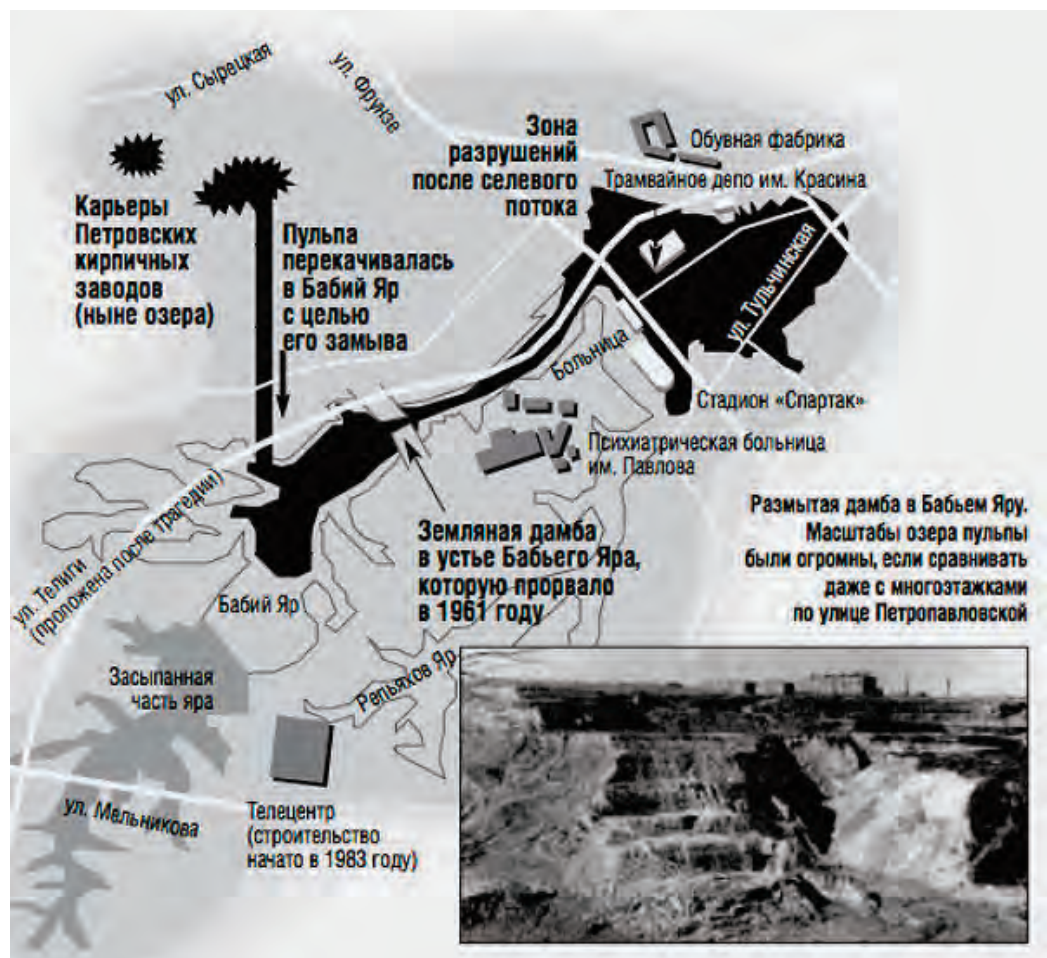 ул. Сырецкая
ул. Фрунзе
Зона
разрушений
после селевого
потока
Обувная фабрика
Трамвайное депо им. Красина
Карьеры
Петровских
кирпичных
заводов
(ныне озера)
Пульпа
перекачивалась
в Бабий Яр
с целью
его замыва
ул. Тульчинская
Больница
Стадион «Спартак»
Психиатрическая больница
им. Павлова
ул. Телиги
(проложена после трагедии)
Земляная дамба
в устье Бабьего Яра,
которую прорвало
в 1961 году
Размытая дамба в Бабьем Яру.
Масштабы озера пульпы
были огромны, если сравнивать
даже с многоэтажками
по улице Петропавловской
Бабий Яр
Засыпанная
часть яра
Репьяхов Яр
ул. Мельникова
Телецентр
(строительство
начато в 1983 году)